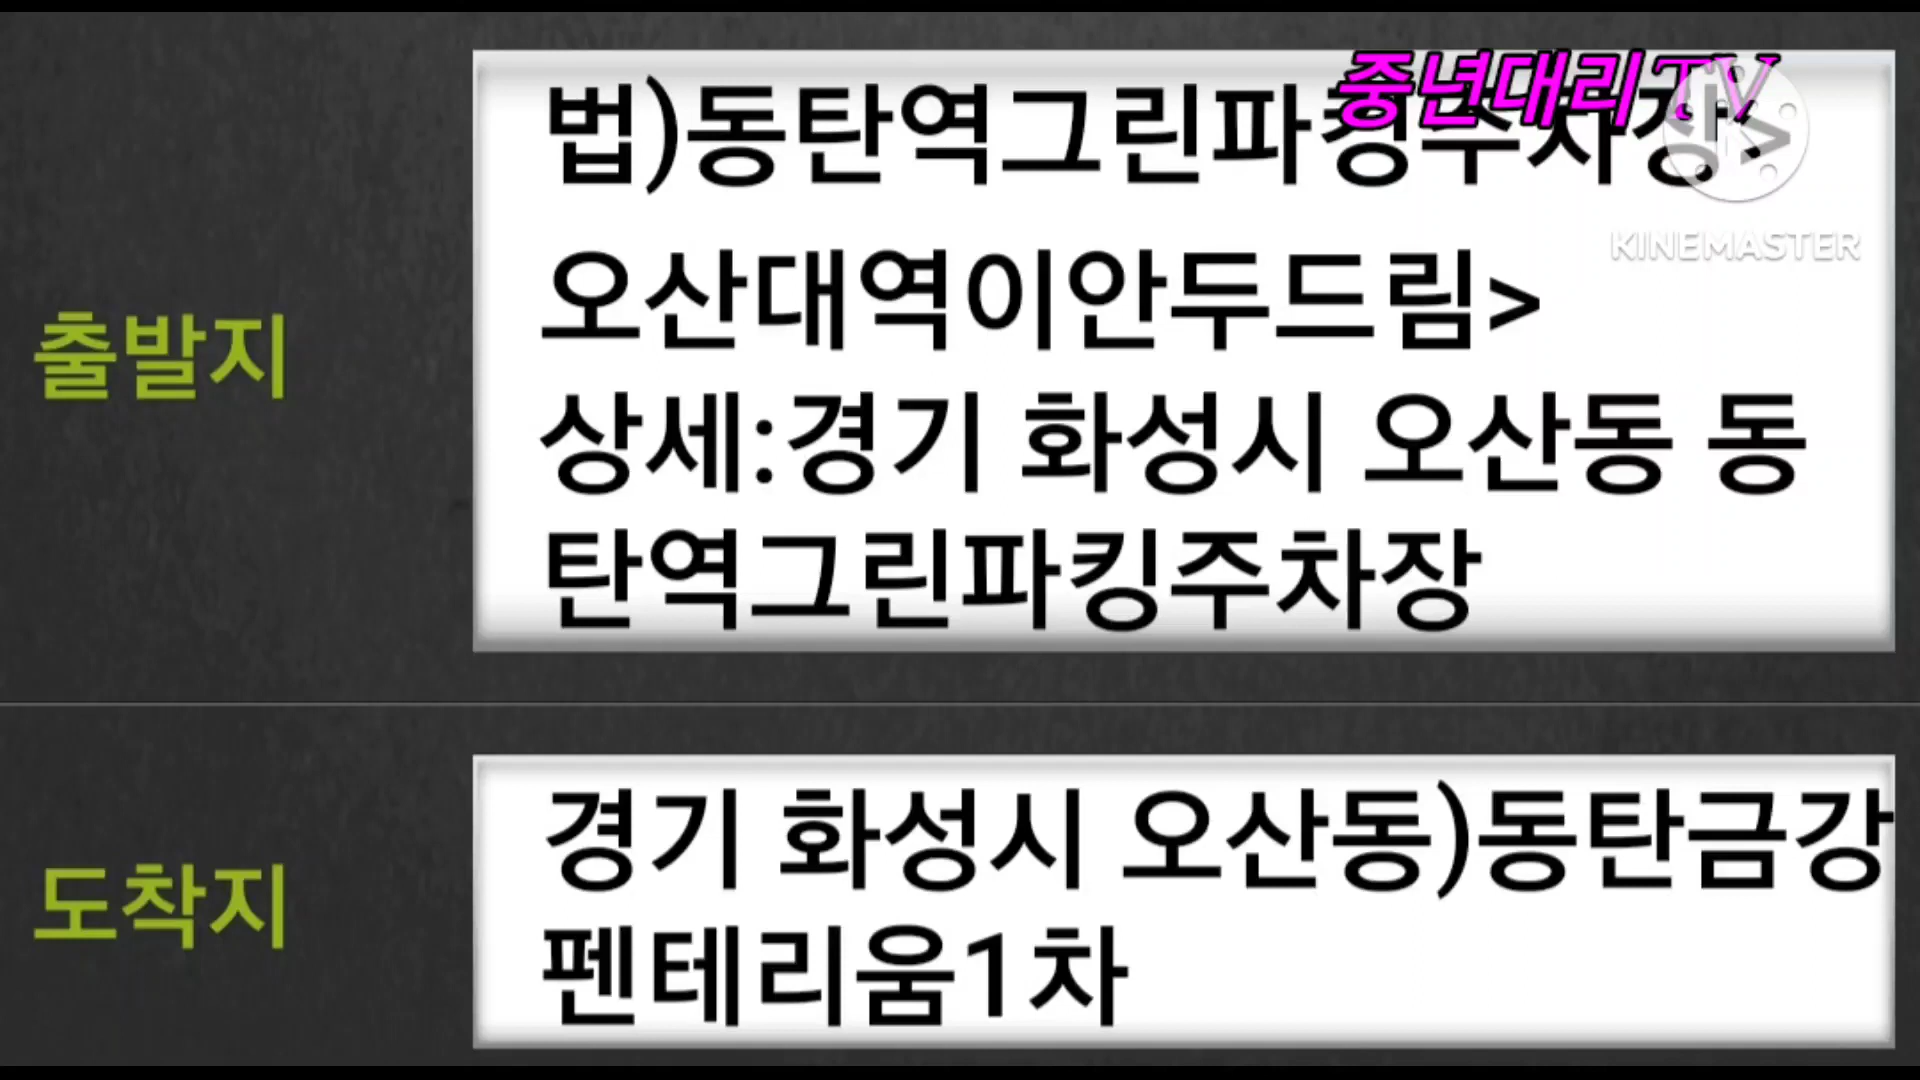 중년대리TV
법)동탄역그린파킹주차장,
KINEMASTER
오산대역이안두드림>
출발지
상세:경기 화성시 오산동 동
탄역그린파킹주차장
경기 화성시 오산동)동탄금강
도착지
펜테리움1차